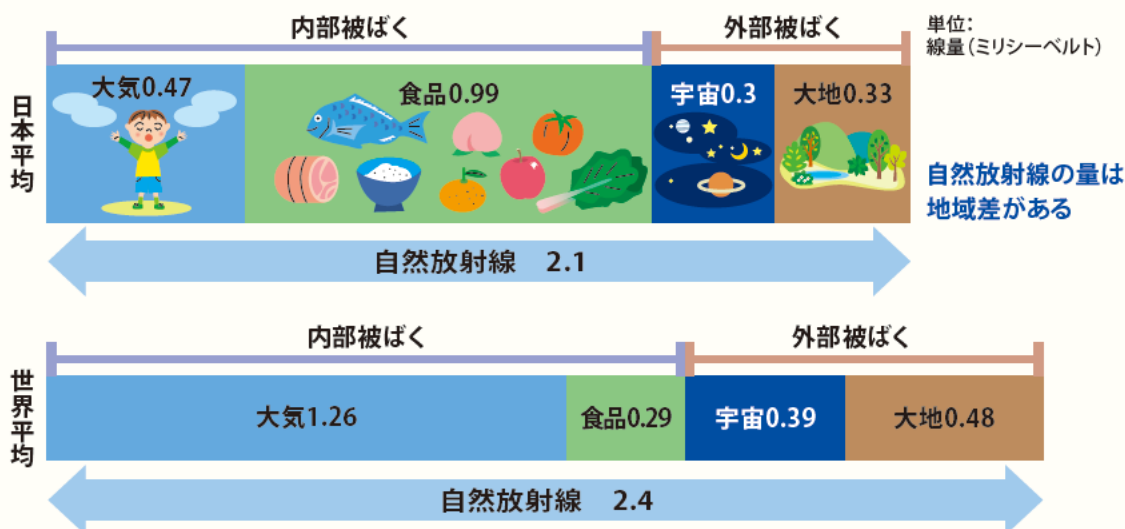 内部被ばく
外部被ばく
単位：
線量（ミリシーベルト）
日本平均
大気0.47
食品0.99
宇宙0.3
大地0.33
自然放射線の量は
地域差がある
自然放射線 2.1
内部被ばく
外部被ばく
世界平均
大気1.26
食品0.29
宇宙0.39
大地0.48
自然放射線 2.4